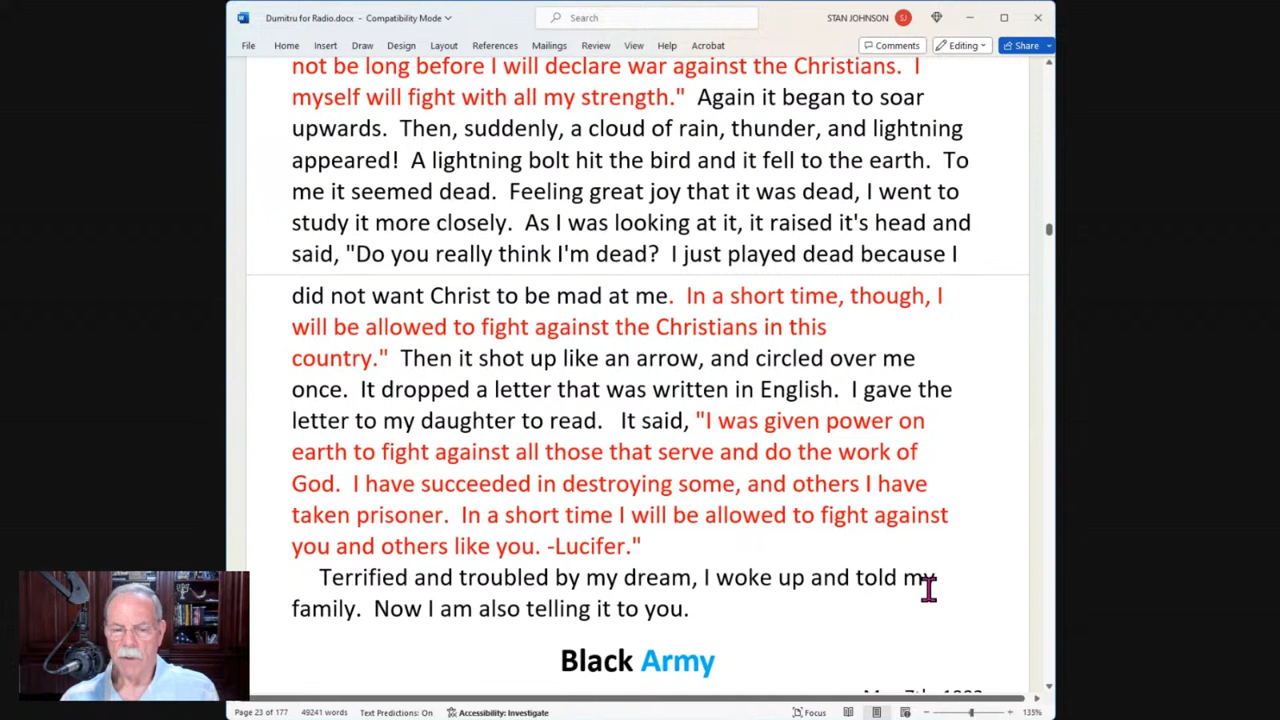 Dumitru for Radio.docx - Compatibility Mode
Search
STAN JOHNSON SJ
File Home Insert Draw Design Layout References Mailings Review View Help Acrobat
Comments Editing Share
not be long before I will declare war against the Christians. I
myself will fight with all my strength." Again it began to soar
upwards. Then, suddenly, a cloud of rain, thunder, and lightning
appeared! A lightning bolt hit the bird and it fell to the earth. To
me it seemed dead. Feeling great joy that it was dead, I went to
study it more closely. As I was looking at it, it raised it's head and
said, "Do you really think I'm dead? I just played dead because I
did not want Christ to be mad at me. In a short time, though, I
will be allowed to fight against the Christians in this
country." Then it shot up like an arrow, and circled over me
once. It dropped a letter that was written in English. I gave the
letter to my daughter to read. It said, "I was given power on
earth to fight against all those that serve and do the work of
God. I have succeeded in destroying some, and others I have
taken prisoner. In a short time I will be allowed to fight against
you and others like you. -Lucifer."
Terrified and troubled by my dream, I woke up and told my
family. Now I am also telling it to you.
Black Army
Page 23 of 177 49241 words Text Predictions: On Accessibility: Investigate Focus 135%